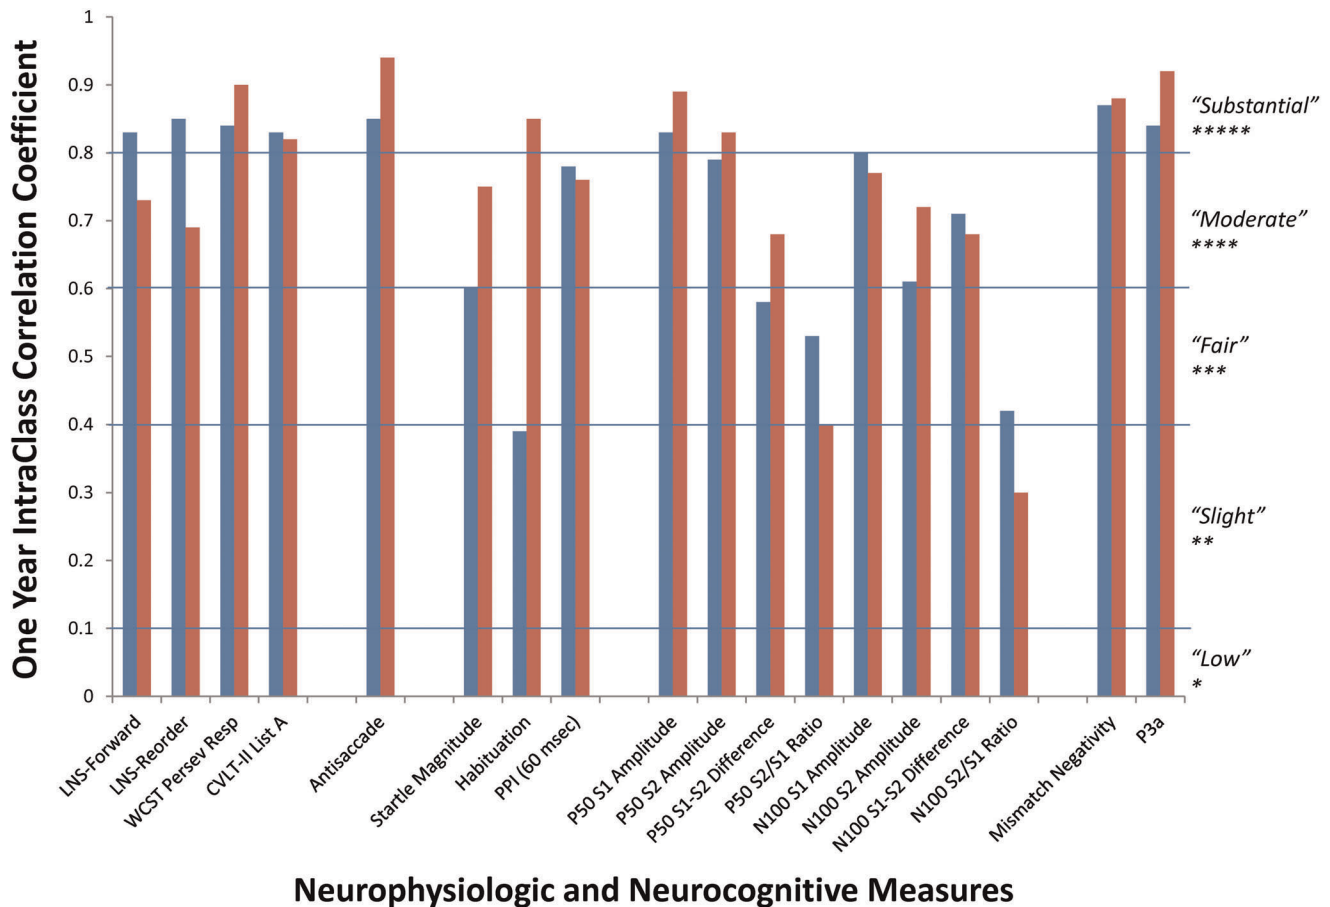 One Year IntraClass Correlation Coefficient
1
0.9
0.8
0.7
0.6
0.5
0.4
0.3
0.2
0.1
0
“Substantial”
*****
“Moderate”
****
“Fair”
***
“Slight”
**
“Low”
*
LNS-Forward
LNS-Reorder
WCST Persev Resp
CVLT-II List A
Antisaccade
Startle Magnitude
Habituation
PPI (60 msec)
P50 S1 Amplitude
P50 S2 Amplitude
P50 S1-S2 Difference
P50 S2/S1 Ratio
N100 S1 Amplitude
N100 S2 Amplitude
N100 S1-S2 Difference
N100 S2/S1 Ratio
Mismatch Negativity
P3a
Neurophysiologic and Neurocognitive Measures